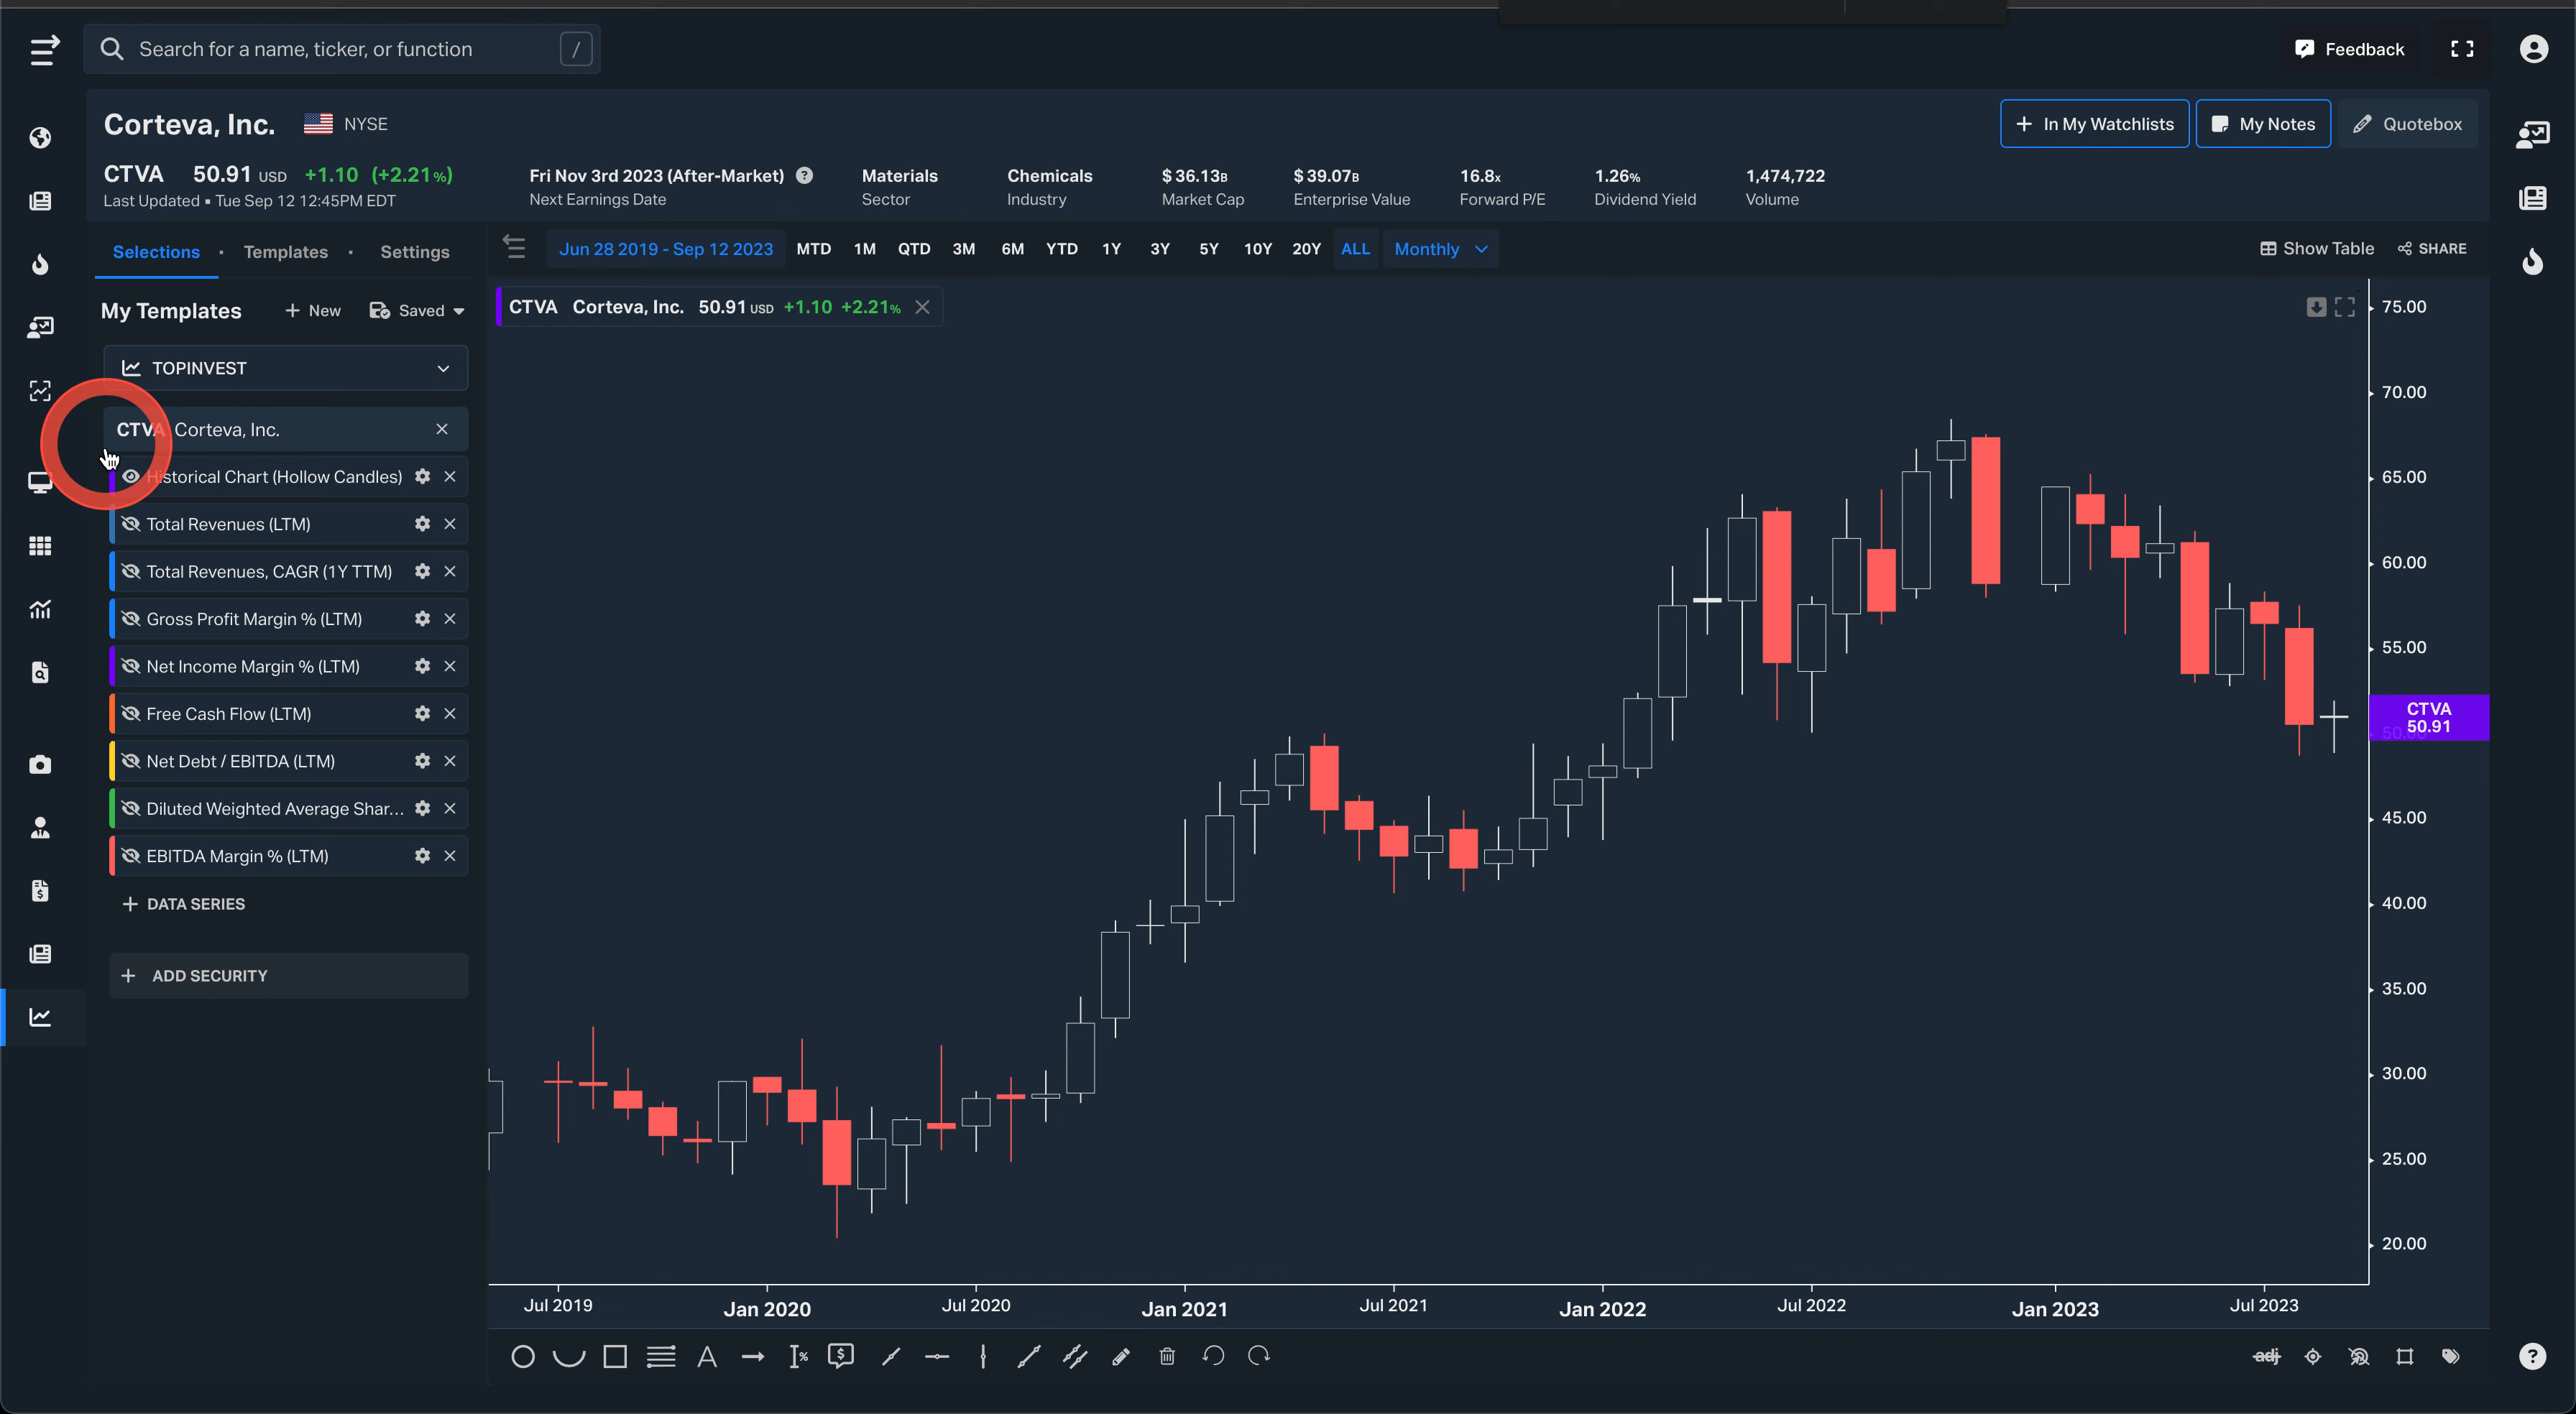 Search for a name, ticker, or function /
Feedback
Corteva, Inc. NYSE
In My Watchlists
My Notes
Quotebox
CTVA 50.91 USD +1.10 (+2.21%)
Last Updated ▪ Tue Sep 12 12:45PM EDT
Fri Nov 3rd 2023 (After-Market) ?
Next Earnings Date
Materials
Sector
Chemicals
Industry
$ 36.13B
Market Cap
$ 39.07B
Enterprise Value
16.8x
Forward P/E
1.26%
Dividend Yield
1,474,722
Volume
Selections · Templates · Settings
Jun 28 2019 - Sep 12 2023 MTD 1M QTD 3M 6M YTD 1Y 3Y 5Y 10Y 20Y ALL Monthly
Show Table
SHARE
My Templates + New Saved
TOPINVEST
CTVA Corteva, Inc.
Historical Chart (Hollow Candles)
Total Revenues (LTM)
Total Revenues, CAGR (1Y TTM)
Gross Profit Margin % (LTM)
Net Income Margin % (LTM)
Free Cash Flow (LTM)
Net Debt / EBITDA (LTM)
Diluted Weighted Average Shar...
EBITDA Margin % (LTM)
+ DATA SERIES
+ ADD SECURITY
CTVA Corteva, Inc. 50.91 USD +1.10 +2.21%
75.00
70.00
65.00
60.00
55.00
CTVA
50.91
50.00
45.00
40.00
35.00
30.00
25.00
20.00
Jul 2019 Jan 2020 Jul 2020 Jan 2021 Jul 2021 Jan 2022 Jul 2022 Jan 2023 Jul 2023
A
%
$
adj
?